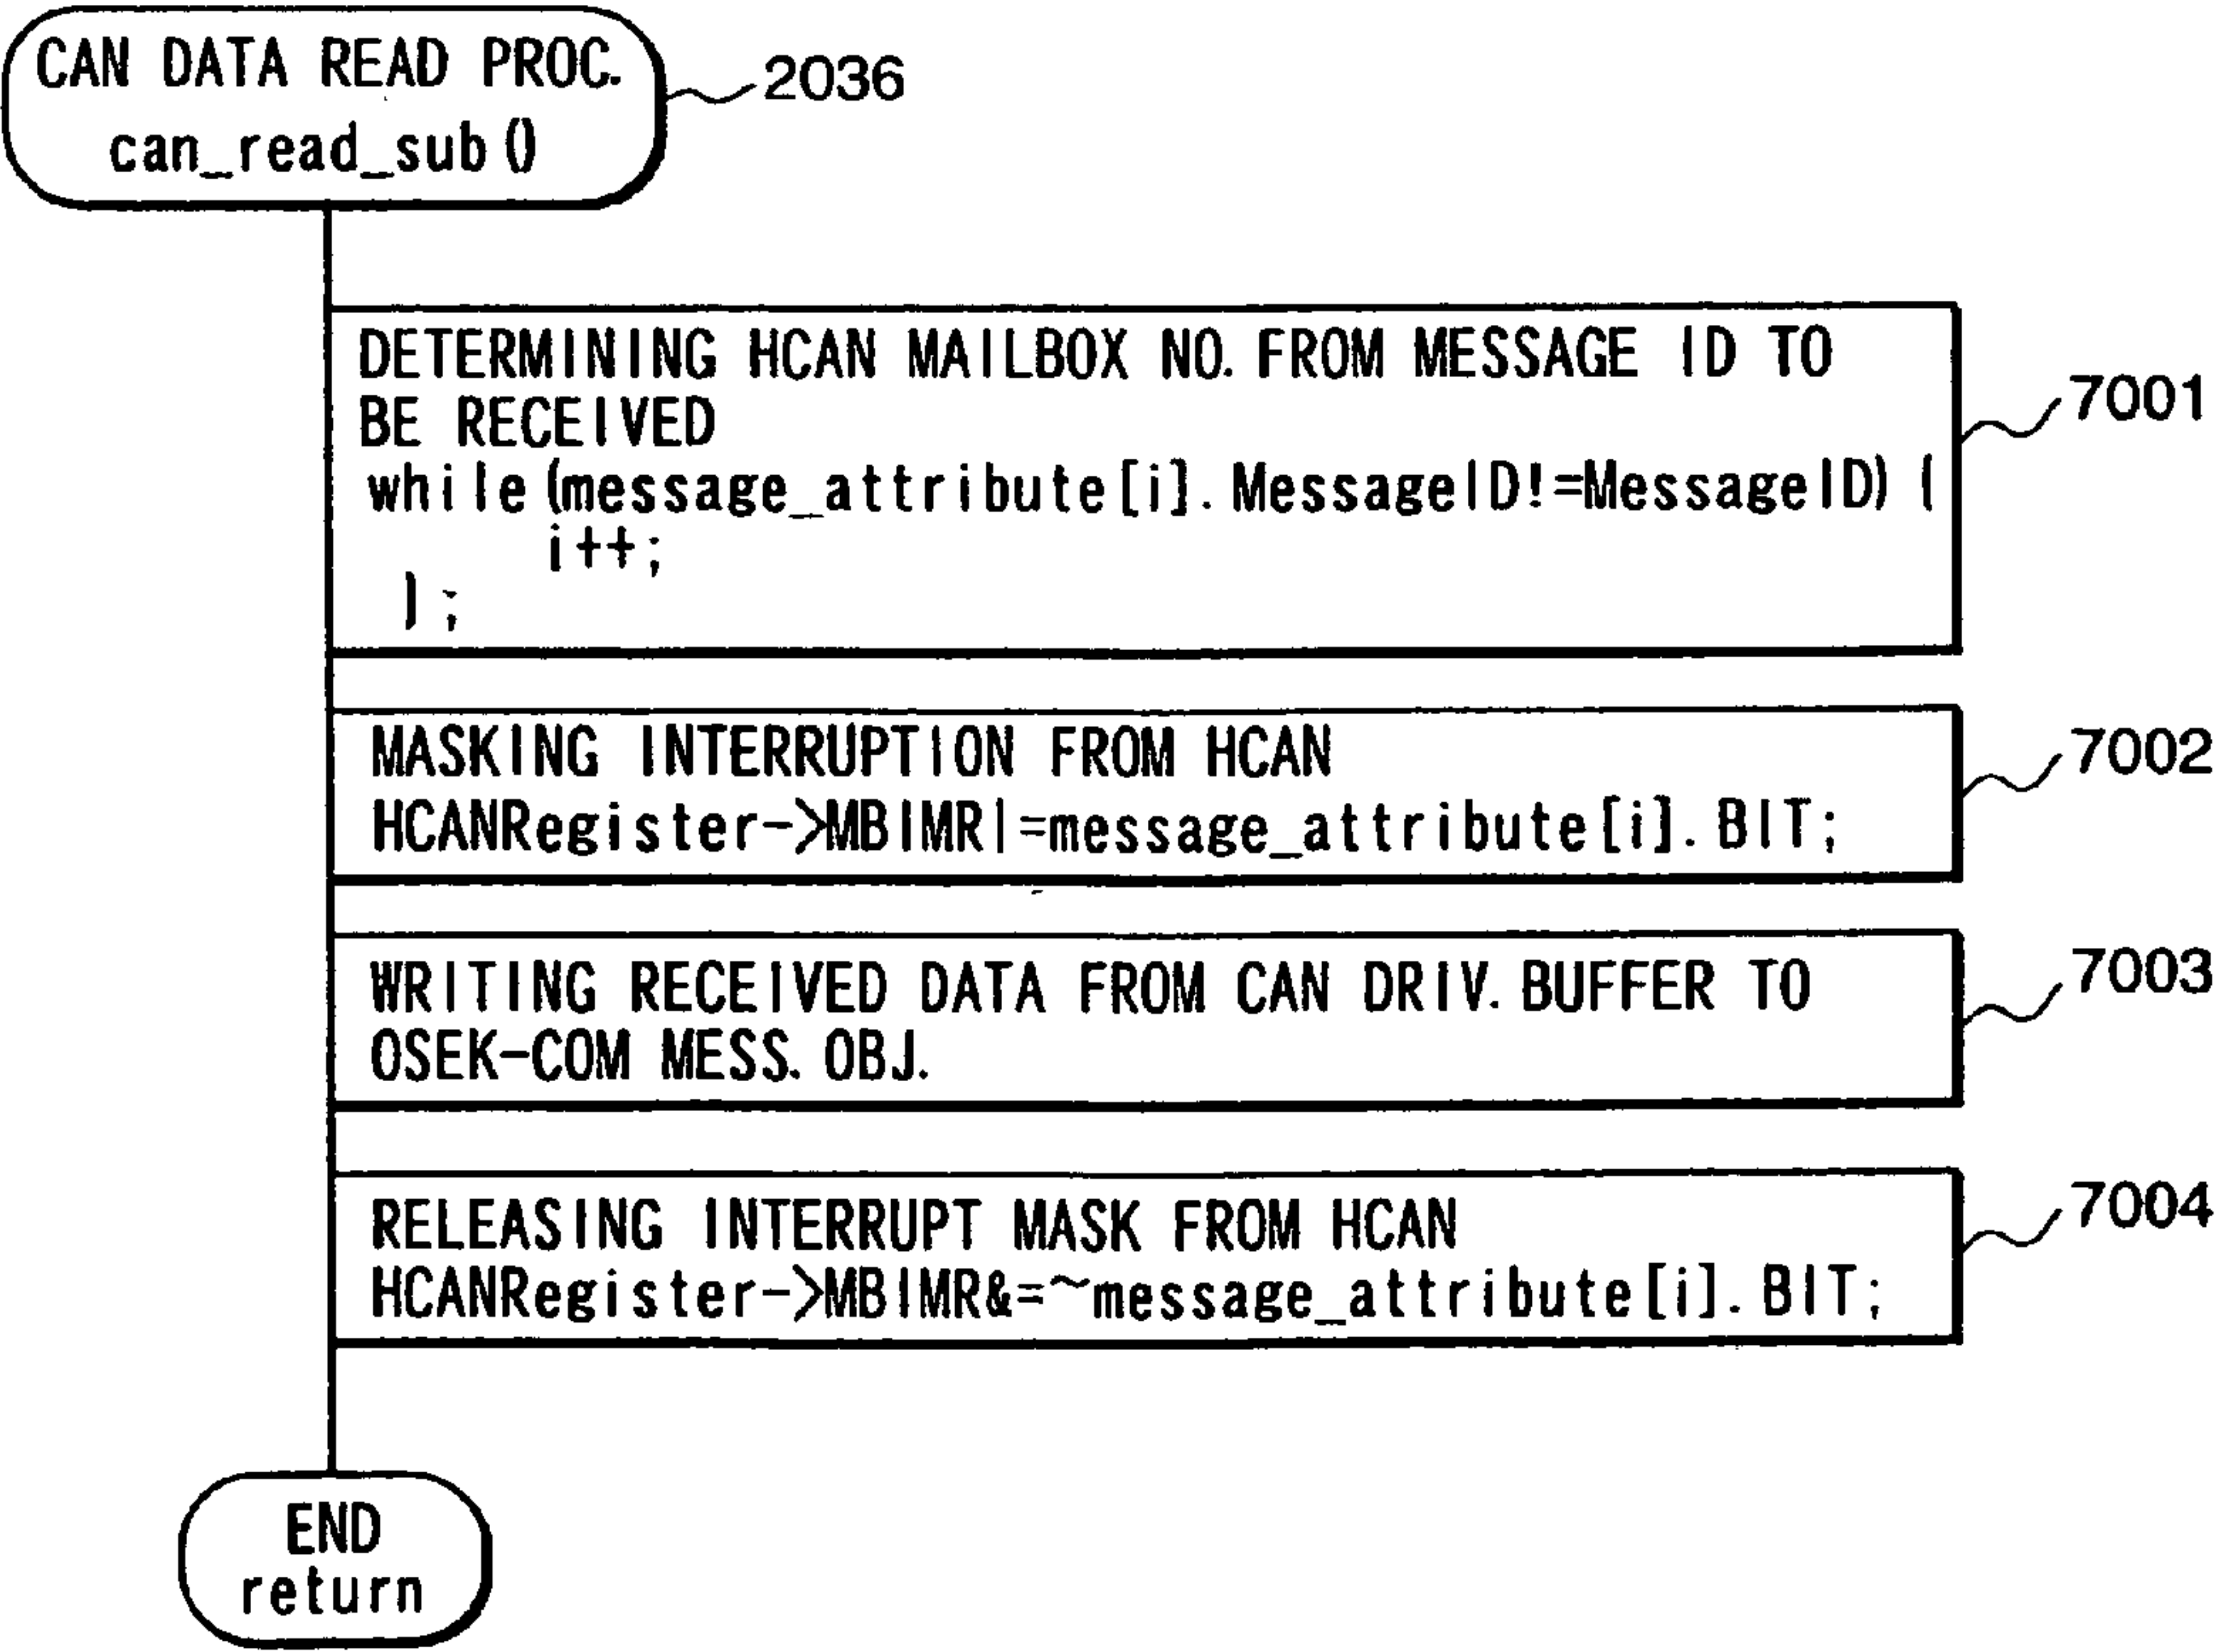 CAN DATA READ PROC.
can_read_sub()
2036
DETERMINING HCAN MAILBOX NO. FROM MESSAGE ID TO
BE RECEIVED
while(message_attribute[i].MessageID!=MessageID) {
i++;
};
7001
MASKING INTERRUPTION FROM HCAN
HCANRegister->MBIMR|=message_attribute[i].BIT;
7002
WRITING RECEIVED DATA FROM CAN DRIV. BUFFER TO
OSEK-COM MESS. OBJ.
7003
RELEASING INTERRUPT MASK FROM HCAN
HCANRegister->MBIMR&=~message_attribute[i].BIT;
7004
END
return